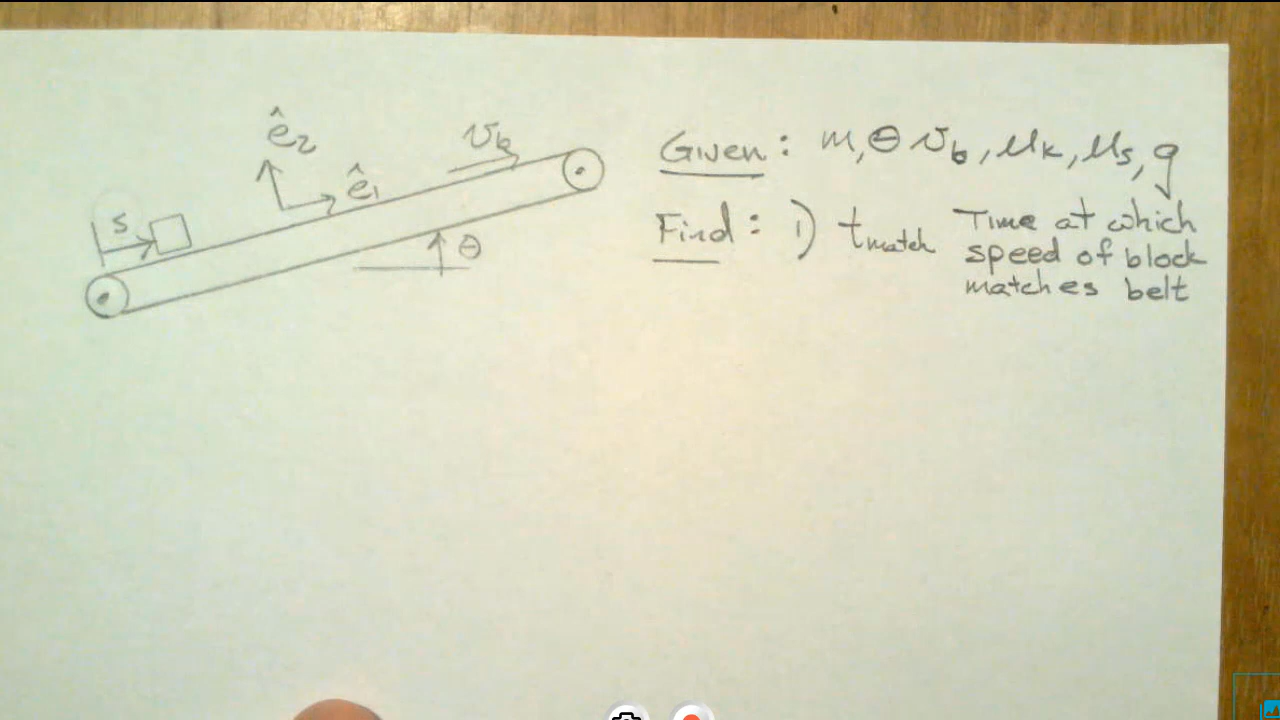 ê₂
v_b
Given: m, θ v_b, μ_k, μ_s, g
ê₁
s
Find: 1) t_match Time at which
speed of block
matches belt
θ